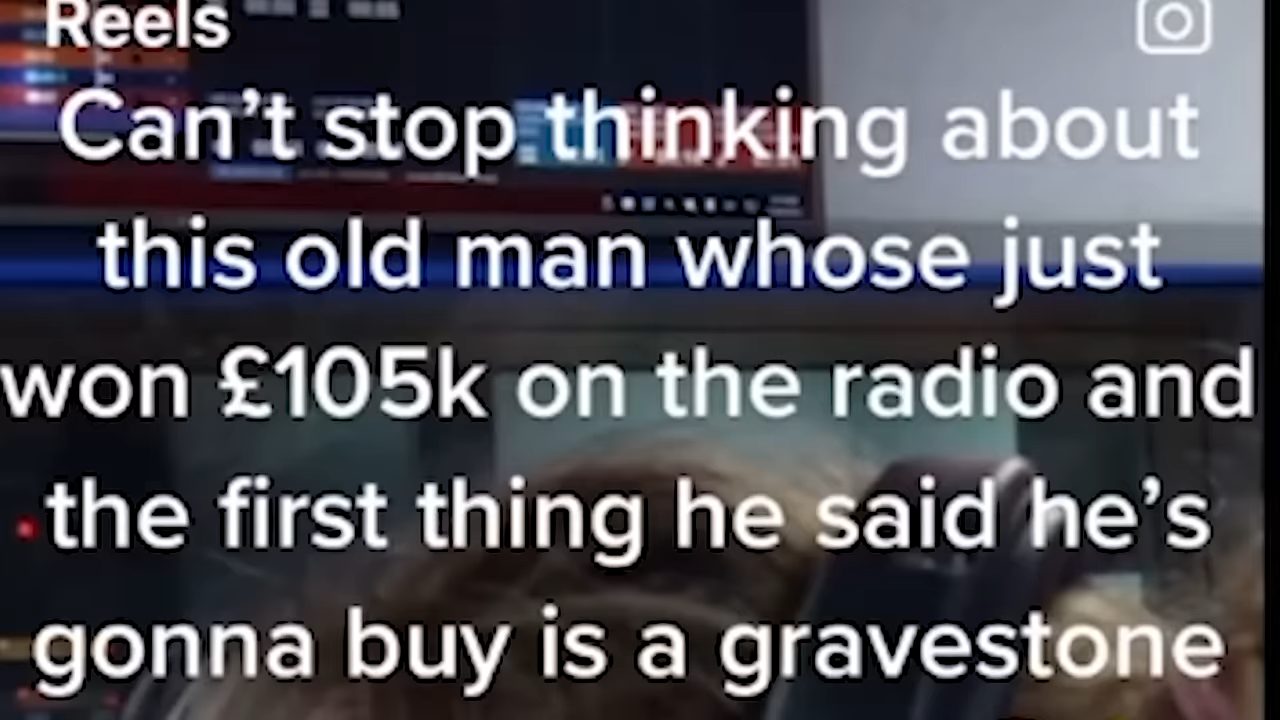 Reels
Can't stop thinking about
this old man whose just
won £105k on the radio and
the first thing he said he's
gonna buy is a gravestone